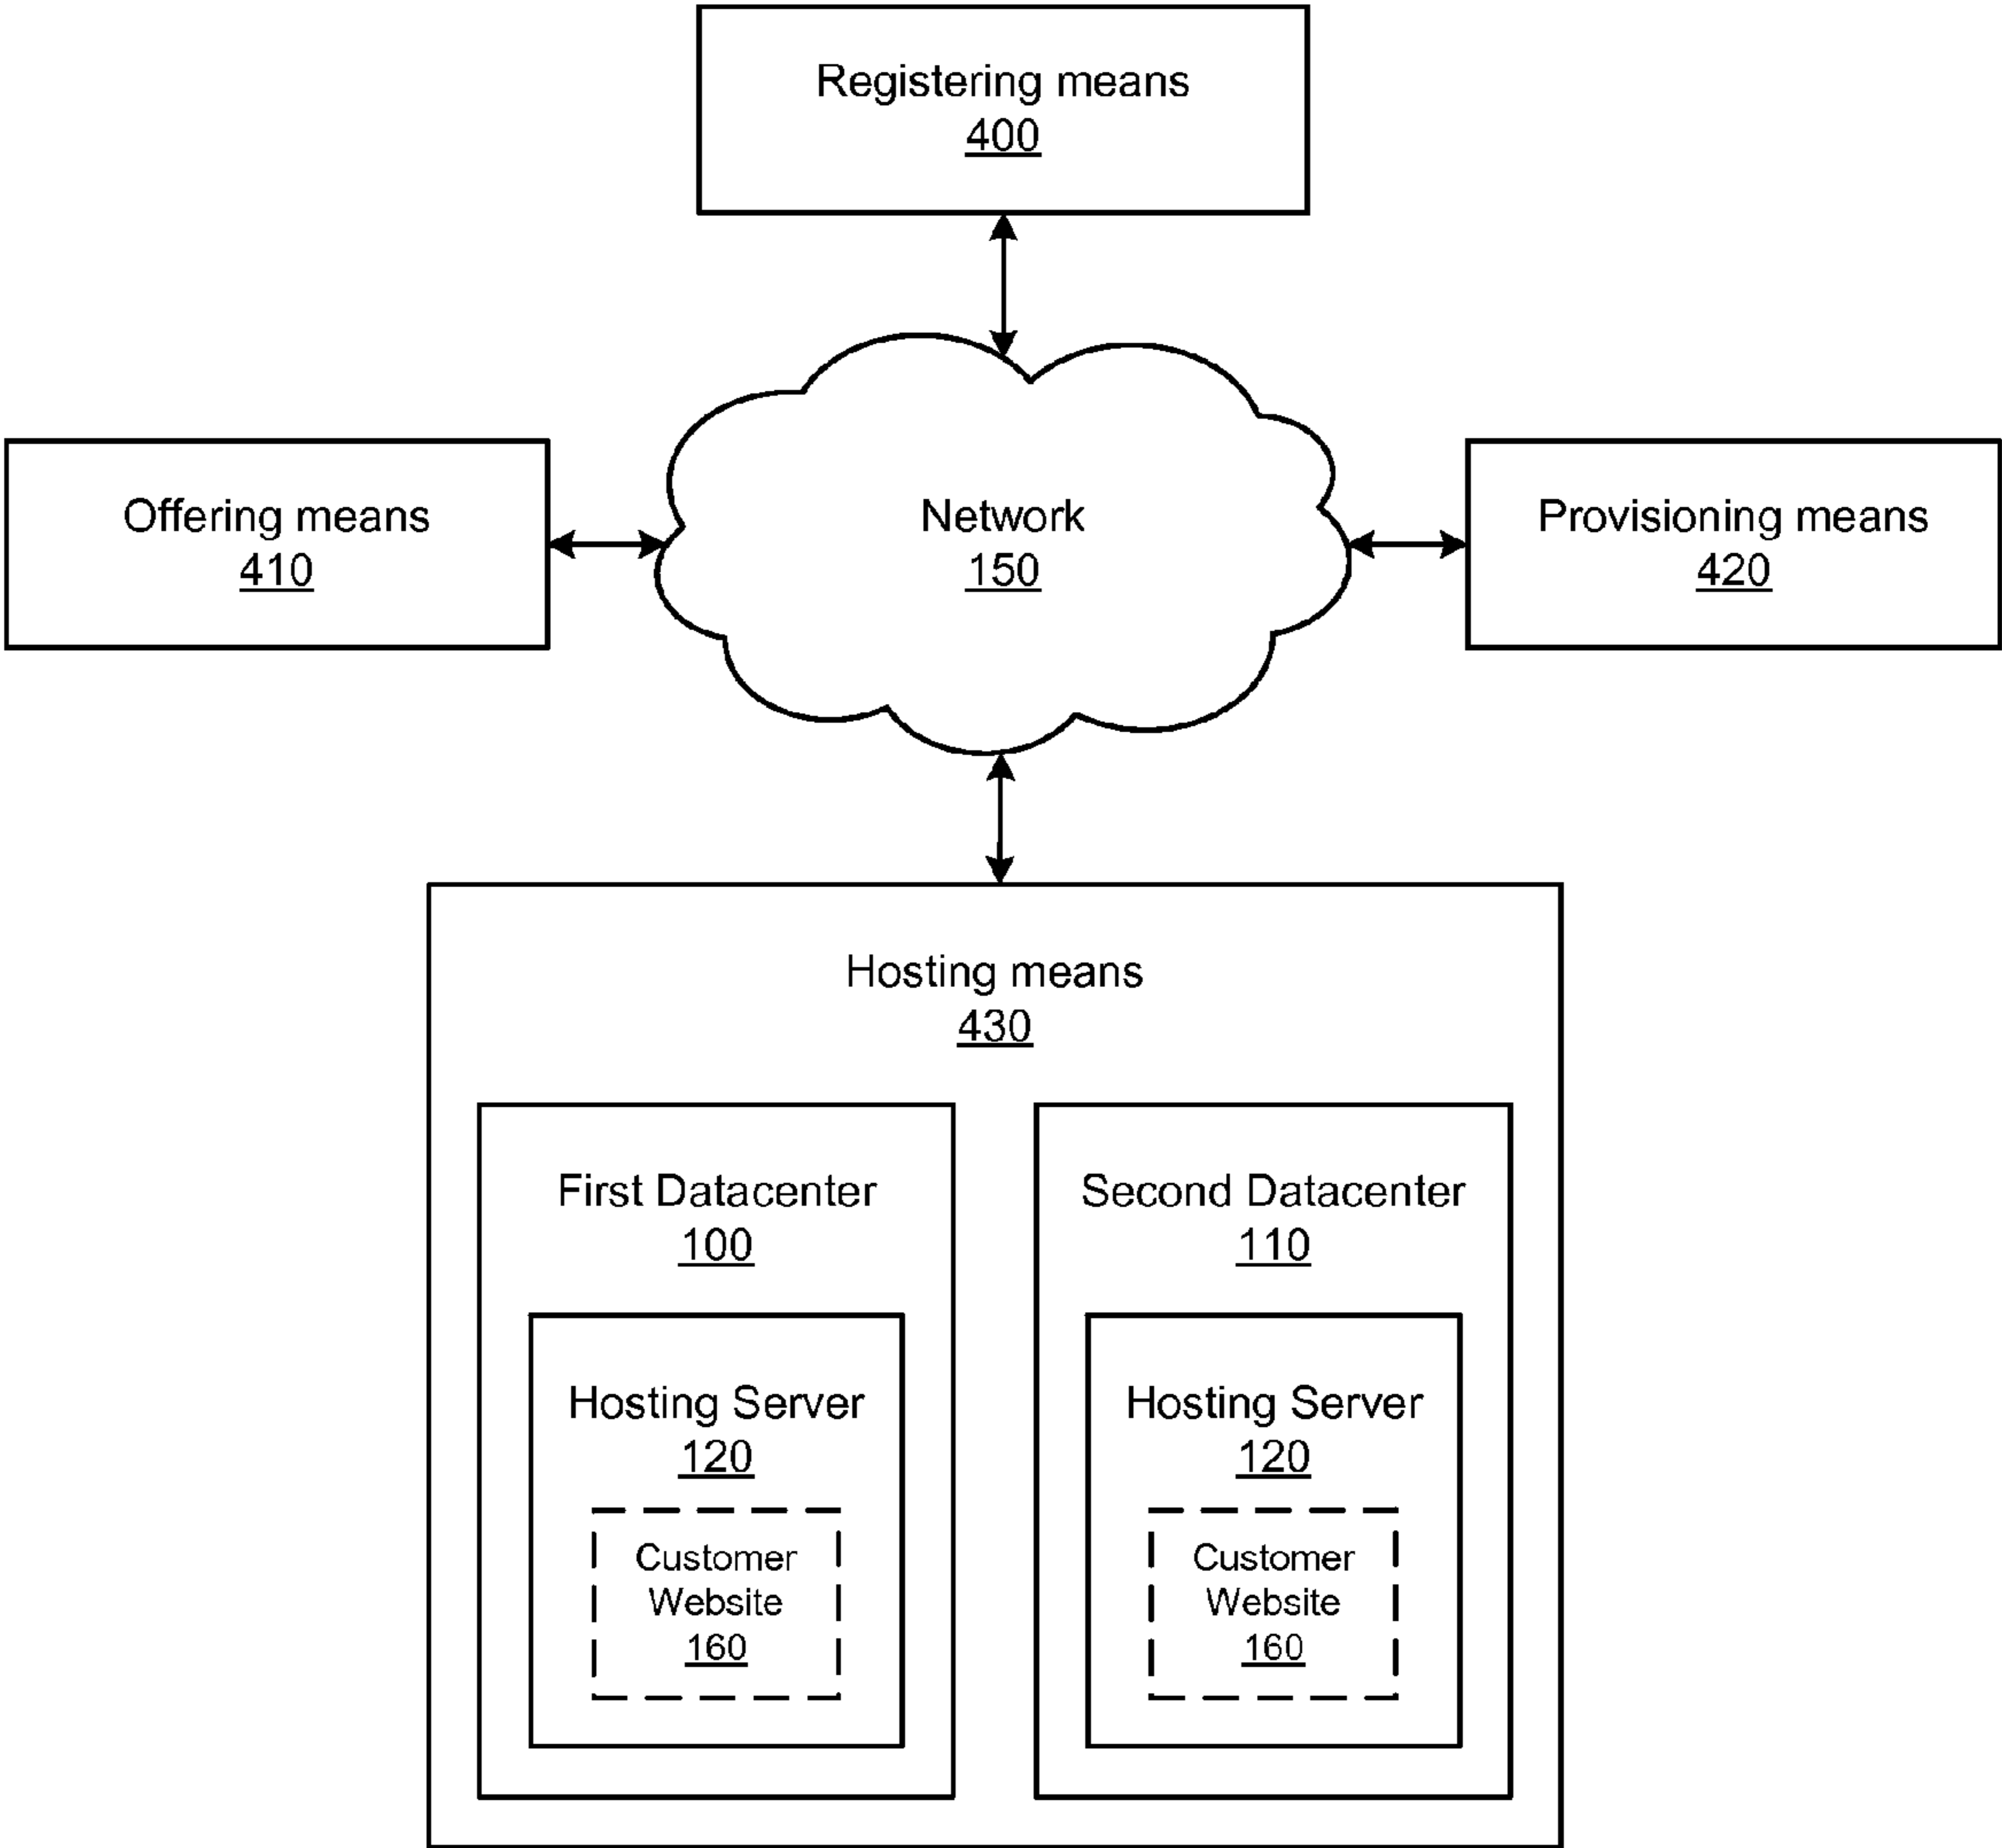 Registering means
400
Offering means
410
Network
150
Provisioning means
420
Hosting means
430
First Datacenter
100
Hosting Server
120
Customer
Website
160
Second Datacenter
110
Hosting Server
120
Customer
Website
160